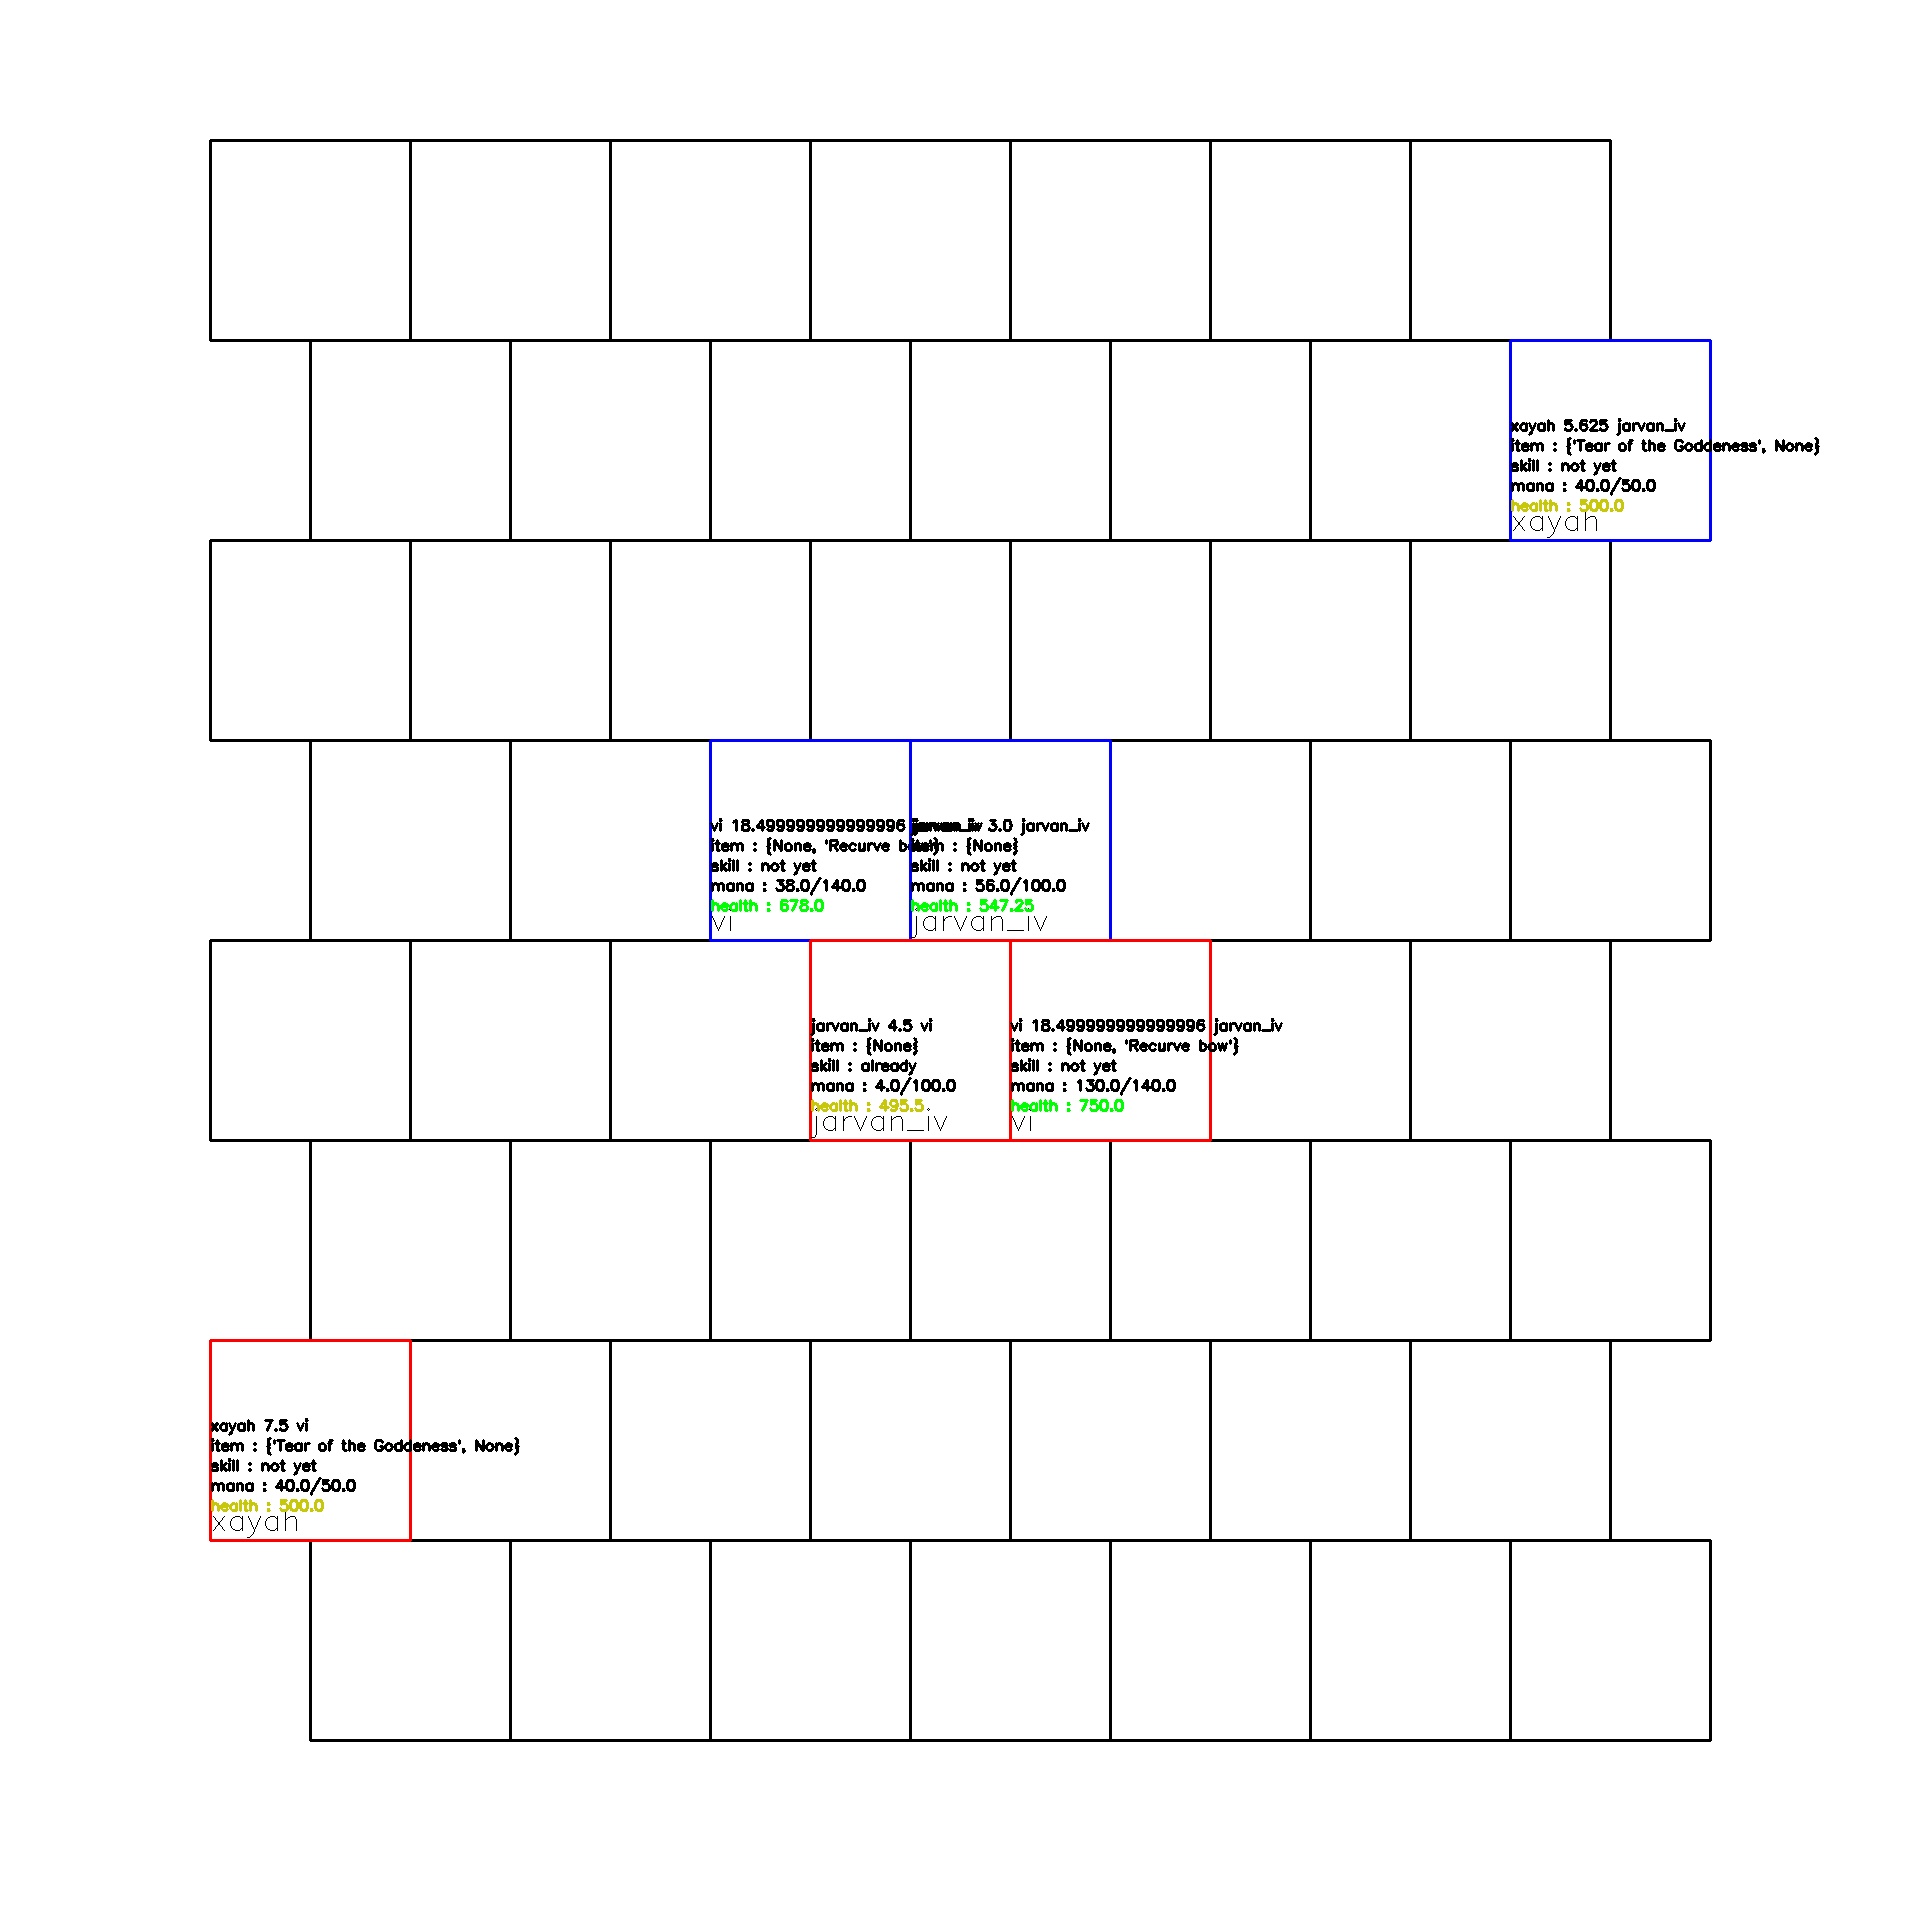 xayah 5.625 jarvan_iv
item : {'Tear of the Goddeness', None}
skill : not yet
mana : 40.0/50.0
health : 500.0
xayah
vi 18.499999999999996 jarvan_iv
item : {None, 'Recurve bow'}
skill : not yet
mana : 38.0/140.0
health : 678.0
vi
jarvan_iv 3.0 jarvan_iv
item : {None}
skill : not yet
mana : 56.0/100.0
health : 547.25
jarvan_iv
jarvan_iv 4.5 vi
item : {None}
skill : already
mana : 4.0/100.0
health : 495.5
jarvan_iv
vi 18.499999999999996 jarvan_iv
item : {None, 'Recurve bow'}
skill : not yet
mana : 130.0/140.0
health : 750.0
vi
xayah 7.5 vi
item : {'Tear of the Goddeness', None}
skill : not yet
mana : 40.0/50.0
health : 500.0
xayah